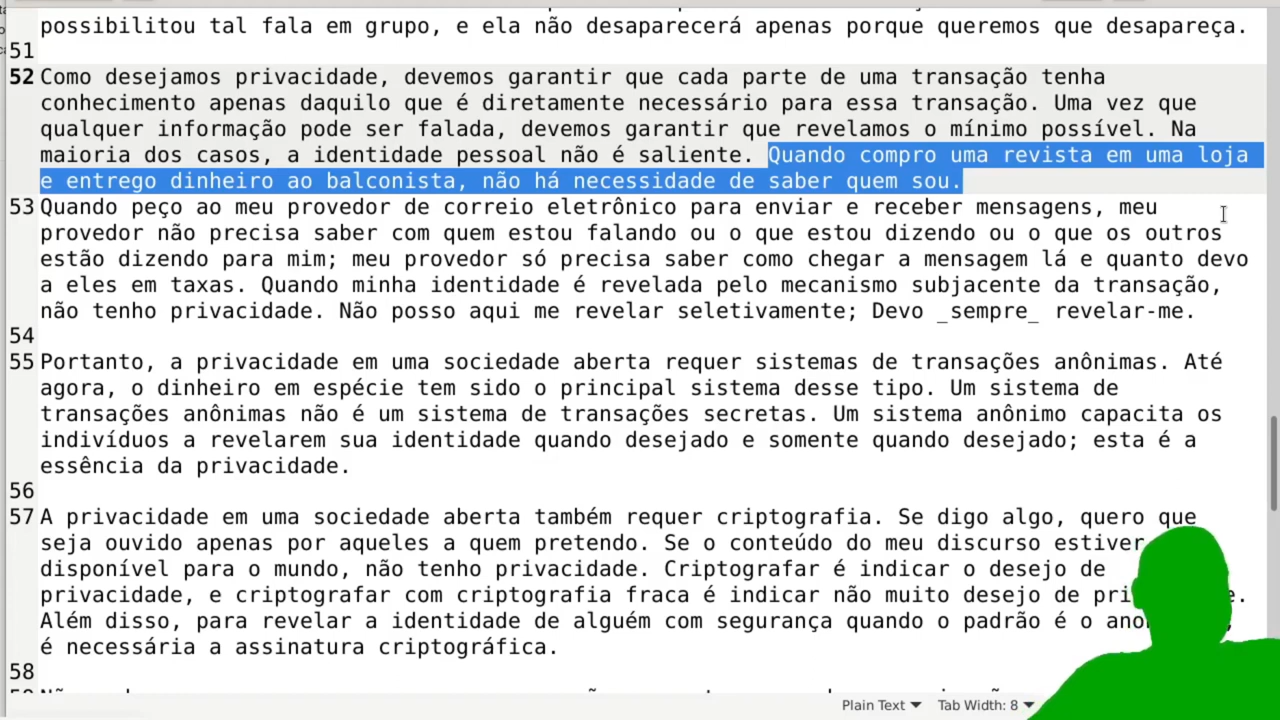 possibilitou tal fala em grupo, e ela não desaparecerá apenas porque queremos que desapareça.
51
52 Como desejamos privacidade, devemos garantir que cada parte de uma transação tenha
conhecimento apenas daquilo que é diretamente necessário para essa transação. Uma vez que
qualquer informação pode ser falada, devemos garantir que revelamos o mínimo possível. Na
maioria dos casos, a identidade pessoal não é saliente. Quando compro uma revista em uma loja
e entrego dinheiro ao balconista, não há necessidade de saber quem sou.
53 Quando peço ao meu provedor de correio eletrônico para enviar e receber mensagens, meu
provedor não precisa saber com quem estou falando ou o que estou dizendo ou o que os outros
estão dizendo para mim; meu provedor só precisa saber como chegar a mensagem lá e quanto devo
a eles em taxas. Quando minha identidade é revelada pelo mecanismo subjacente da transação,
não tenho privacidade. Não posso aqui me revelar seletivamente; Devo _sempre_ revelar-me.
54
55 Portanto, a privacidade em uma sociedade aberta requer sistemas de transações anônimas. Até
agora, o dinheiro em espécie tem sido o principal sistema desse tipo. Um sistema de
transações anônimas não é um sistema de transações secretas. Um sistema anônimo capacita os
indivíduos a revelarem sua identidade quando desejado e somente quando desejado; esta é a
essência da privacidade.
56
57 A privacidade em uma sociedade aberta também requer criptografia. Se digo algo, quero que
seja ouvido apenas por aqueles a quem pretendo. Se o conteúdo do meu discurso estiver
disponível para o mundo, não tenho privacidade. Criptografar é indicar o desejo de
privacidade, e criptografar com criptografia fraca é indicar não muito desejo de
Além disso, para revelar a identidade de alguém com segurança quando o padrão é o
é necessária a assinatura criptográfica.
58
Plain Text Tab Width: 8